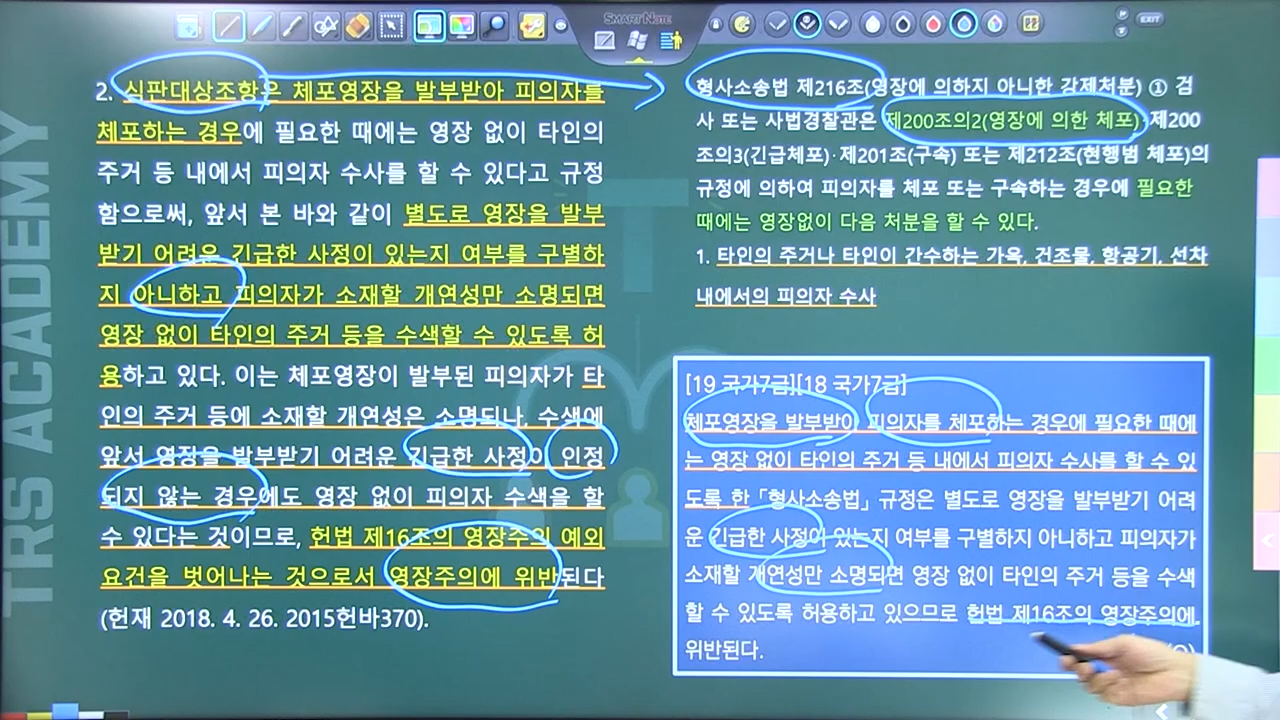 SMART NOTE
EXIT
2. 심판대상조항은 체포영장을 발부받아 피의자를
체포하는 경우에 필요한 때에는 영장 없이 타인의
주거 등 내에서 피의자 수사를 할 수 있다고 규정
함으로써, 앞서 본 바와 같이 별도로 영장을 발부
받기 어려운 긴급한 사정이 있는지 여부를 구별하
지 아니하고 피의자가 소재할 개연성만 소명되면
영장 없이 타인의 주거 등을 수색할 수 있도록 허
용하고 있다. 이는 체포영장이 발부된 피의자가 타
인의 주거 등에 소재할 개연성은 소명되나, 수색에
앞서 영장을 발부받기 어려운 긴급한 사정이 인정
되지 않는 경우에도 영장 없이 피의자 수색을 할
수 있다는 것이므로, 헌법 제16조의 영장주의 예외
요건을 벗어나는 것으로서 영장주의에 위반된다
(헌재 2018. 4. 26. 2015헌바370).
형사소송법 제216조(영장에 의하지 아니한 강제처분) ① 검
사 또는 사법경찰관은 제200조의2(영장에 의한 체포)·제200
조의3(긴급체포)·제201조(구속) 또는 제212조(현행범 체포)의
규정에 의하여 피의자를 체포 또는 구속하는 경우에 필요한
때에는 영장없이 다음 처분을 할 수 있다.
1. 타인의 주거나 타인이 간수하는 가옥, 건조물, 항공기, 선차
내에서의 피의자 수사
[19 국가7급][18 국가7급]
체포영장을 발부받아 피의자를 체포하는 경우에 필요한 때에
는 영장 없이 타인의 주거 등 내에서 피의자 수사를 할 수 있
도록 한 「형사소송법」 규정은 별도로 영장을 발부받기 어려
운 긴급한 사정이 있는지 여부를 구별하지 아니하고 피의자가
소재할 개연성만 소명되면 영장 없이 타인의 주거 등을 수색
할 수 있도록 허용하고 있으므로 헌법 제16조의 영장주의에
위반된다. (O)
TRS ACADEMY